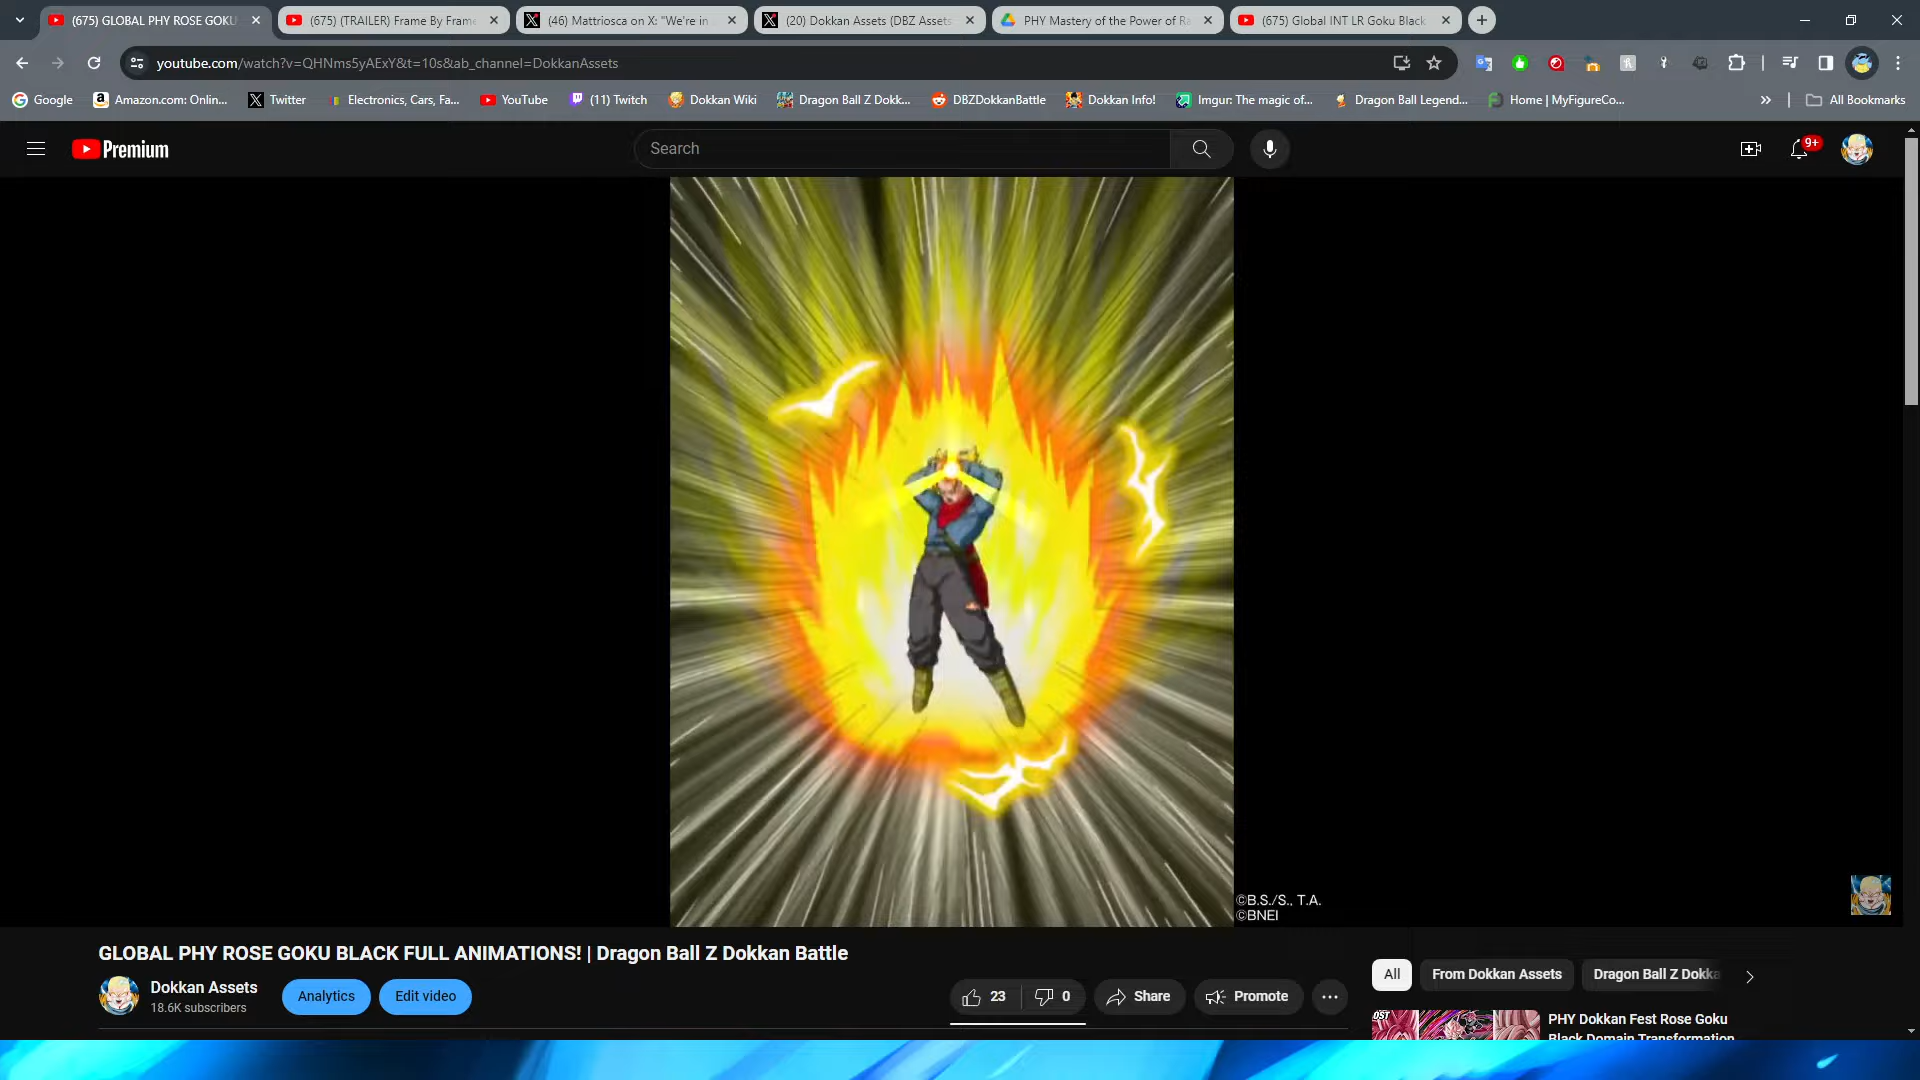 (675) GLOBAL PHY ROSE GOKU
(675) (TRAILER) Frame By Frame
(46) Mattriosca on X: "We're in
(20) Dokkan Assets (DBZ Assets
PHY Mastery of the Power of Ra
(675) Global INT LR Goku Black
youtube.com/watch?v=QHNms5yAExY&t=10s&ab_channel=DokkanAssets
Google
Amazon.com: Onlin...
Twitter
Electronics, Cars, Fa...
YouTube
(11) Twitch
Dokkan Wiki
Dragon Ball Z Dokk...
DBZDokkanBattle
Dokkan Info!
Imgur: The magic of...
Dragon Ball Legend...
Home | MyFigureCo...
»
All Bookmarks
Premium
Search
9+
©B.S./S., T.A.
©BNEI
GLOBAL PHY ROSE GOKU BLACK FULL ANIMATIONS! | Dragon Ball Z Dokkan Battle
Dokkan Assets
18.6K subscribers
Analytics
Edit video
23
0
Share
Promote
All
From Dokkan Assets
Dragon Ball Z Dokka
OST
PHY Dokkan Fest Rose Goku
Black Domain Transformation